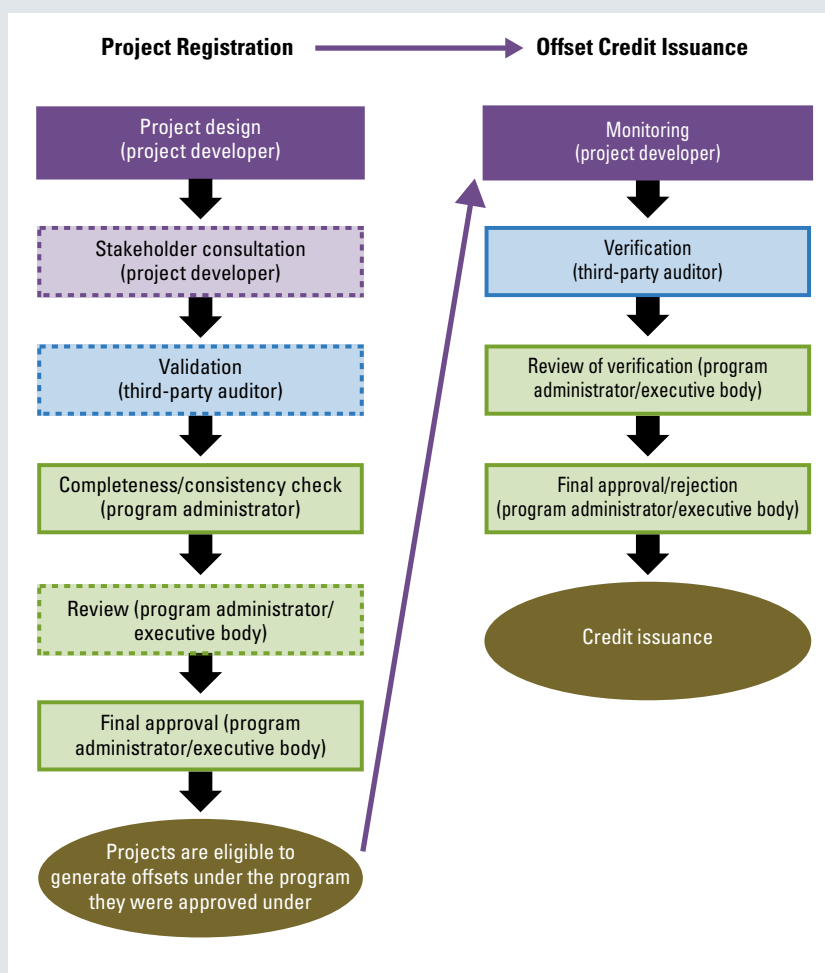 Project Registration
Offset Credit Issuance
Project design
(project developer)
Stakeholder consultation
(project developer)
Validation
(third-party auditor)
Completeness/consistency check
(program administrator)
Review (program administrator/
executive body)
Final approval (program
administrator/executive body)
Projects are eligible to
generate offsets under the program
they were approved under
Monitoring
(project developer)
Verification
(third-party auditor)
Review of verification (program
administrator/executive body)
Final approval/rejection
(program administrator/executive body)
Credit issuance